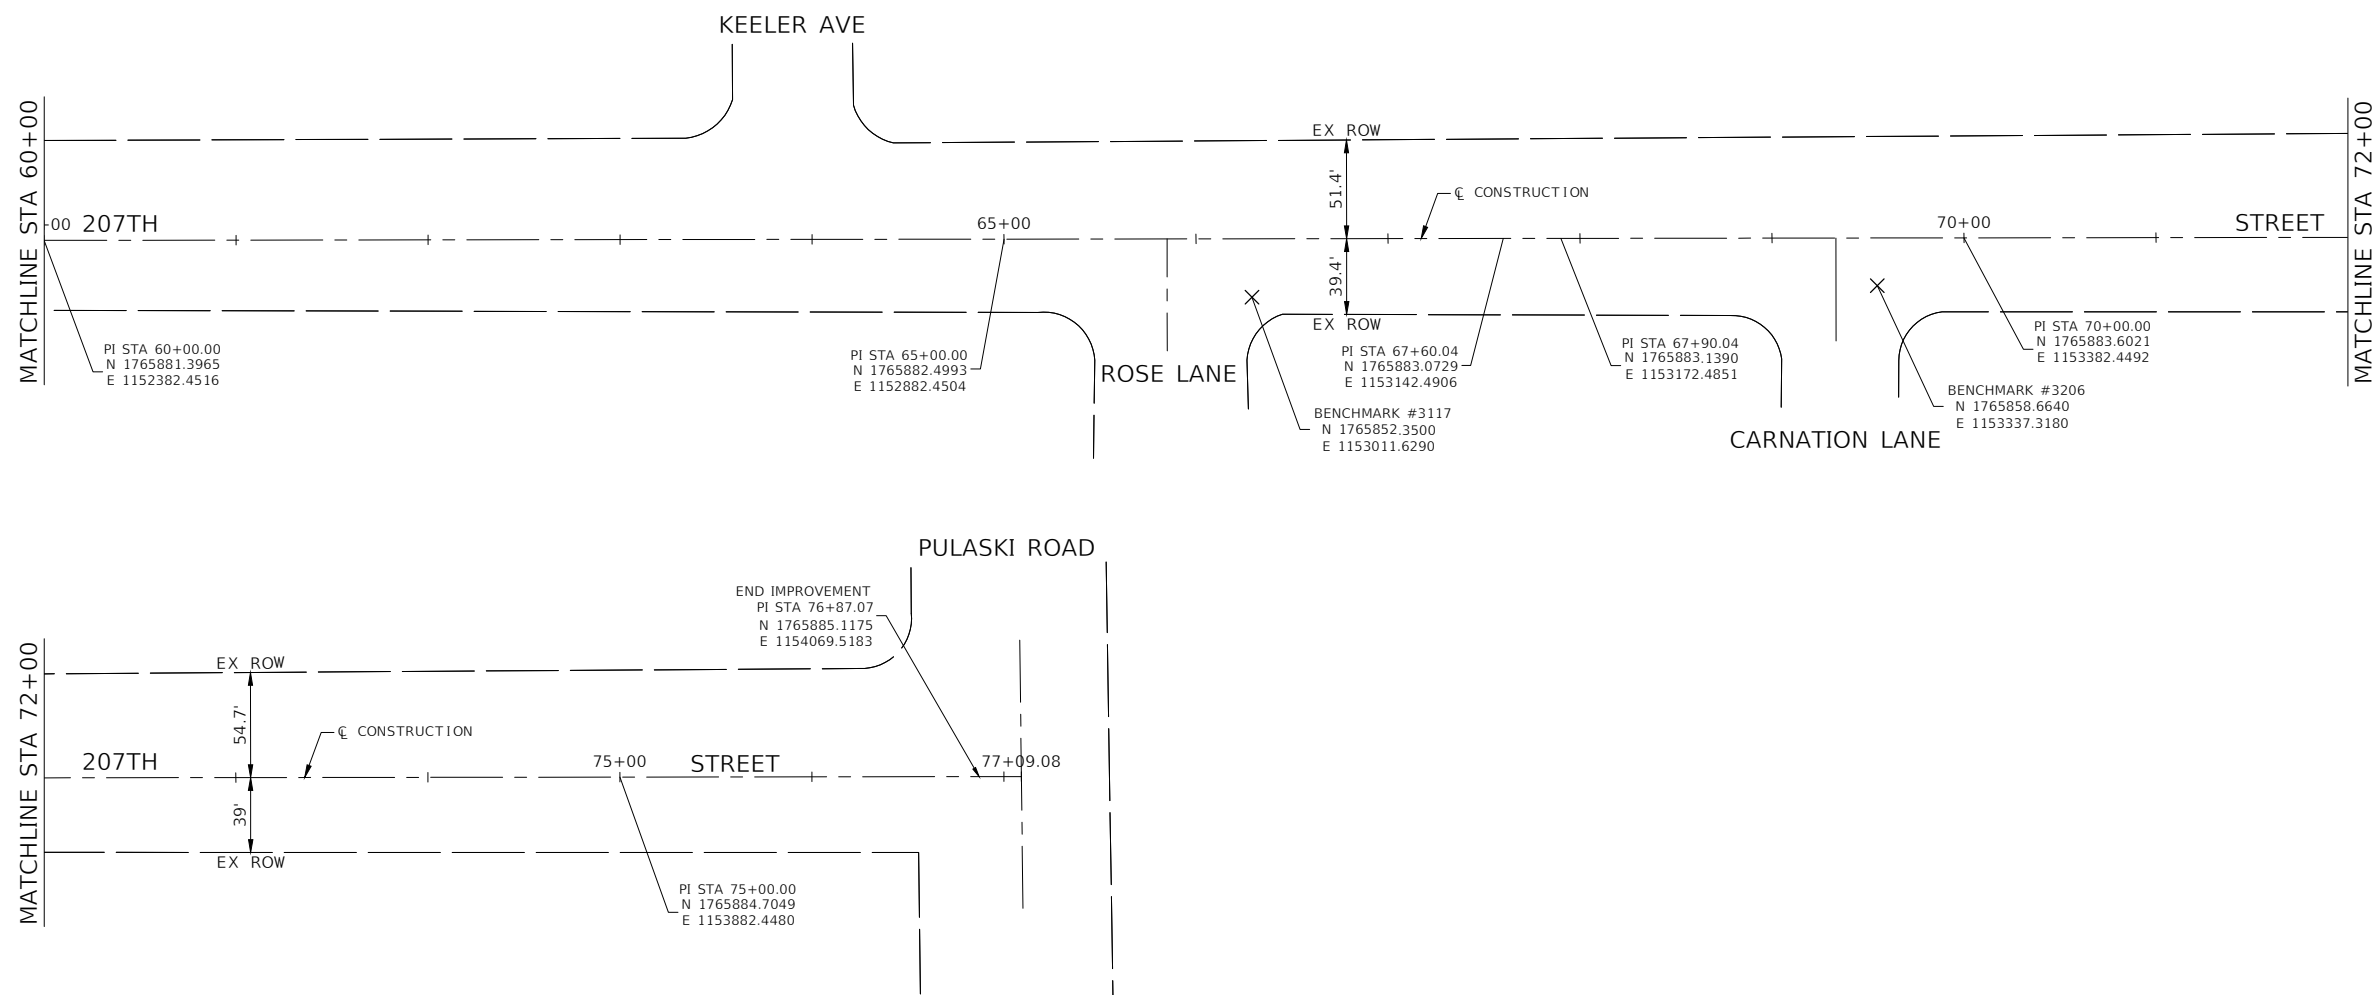 KEELER AVE
MATCHLINE STA 60+00
EX ROW
MATCHLINE STA 72+00
51.4'
℄ CONSTRUCTION
-00
207TH
65+00
70+00
STREET
39.4'
EX ROW
PI STA 60+00.00
N 1765881.3965
E 1152382.4516
PI STA 65+00.00
N 1765882.4993
E 1152882.4504
ROSE LANE
PI STA 67+60.04
N 1765883.0729
E 1153142.4906
PI STA 67+90.04
N 1765883.1390
E 1153172.4851
PI STA 70+00.00
N 1765883.6021
E 1153382.4492
BENCHMARK #3117
N 1765852.3500
E 1153011.6290
BENCHMARK #3206
N 1765858.6640
E 1153337.3180
CARNATION LANE
PULASKI ROAD
END IMPROVEMENT
PI STA 76+87.07
N 1765885.1175
E 1154069.5183
MATCHLINE STA 72+00
EX ROW
54.7'
℄ CONSTRUCTION
207TH
75+00
STREET
77+09.08
39'
EX ROW
PI STA 75+00.00
N 1765884.7049
E 1153882.4480